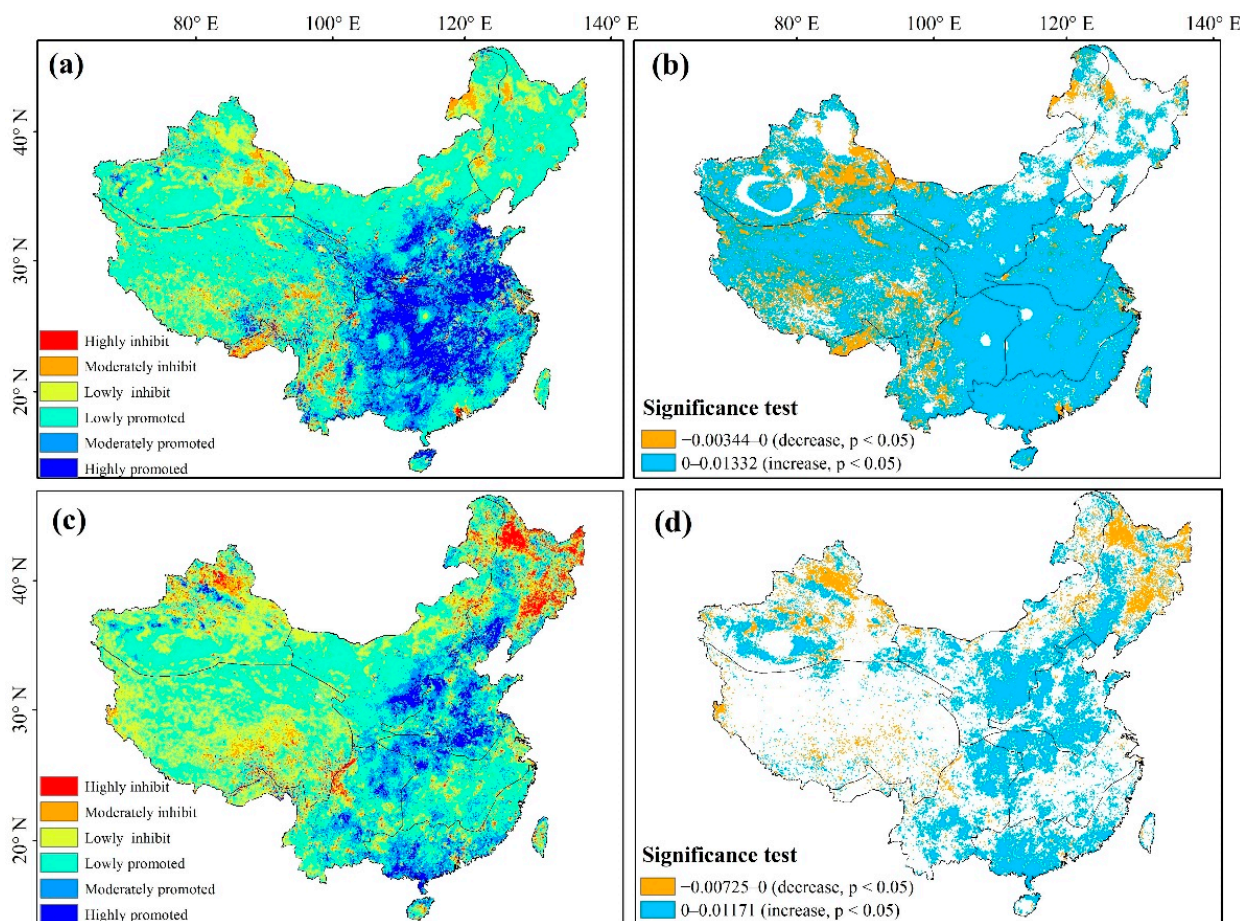 80° E 100° E 120° E 140° E 80° E 100° E 120° E 140° E
(a)
40° N
30° N
20° N
Highly inhibit
Moderately inhibit
Lowly inhibit
Lowly promoted
Moderately promoted
Highly promoted
(b)
Significance test
−0.00344–0 (decrease, p < 0.05)
0–0.01332 (increase, p < 0.05)
(c)
40° N
30° N
20° N
Highly inhibit
Moderately inhibit
Lowly inhibit
Lowly promoted
Moderately promoted
Highly promoted
(d)
Significance test
−0.00725–0 (decrease, p < 0.05)
0–0.01171 (increase, p < 0.05)